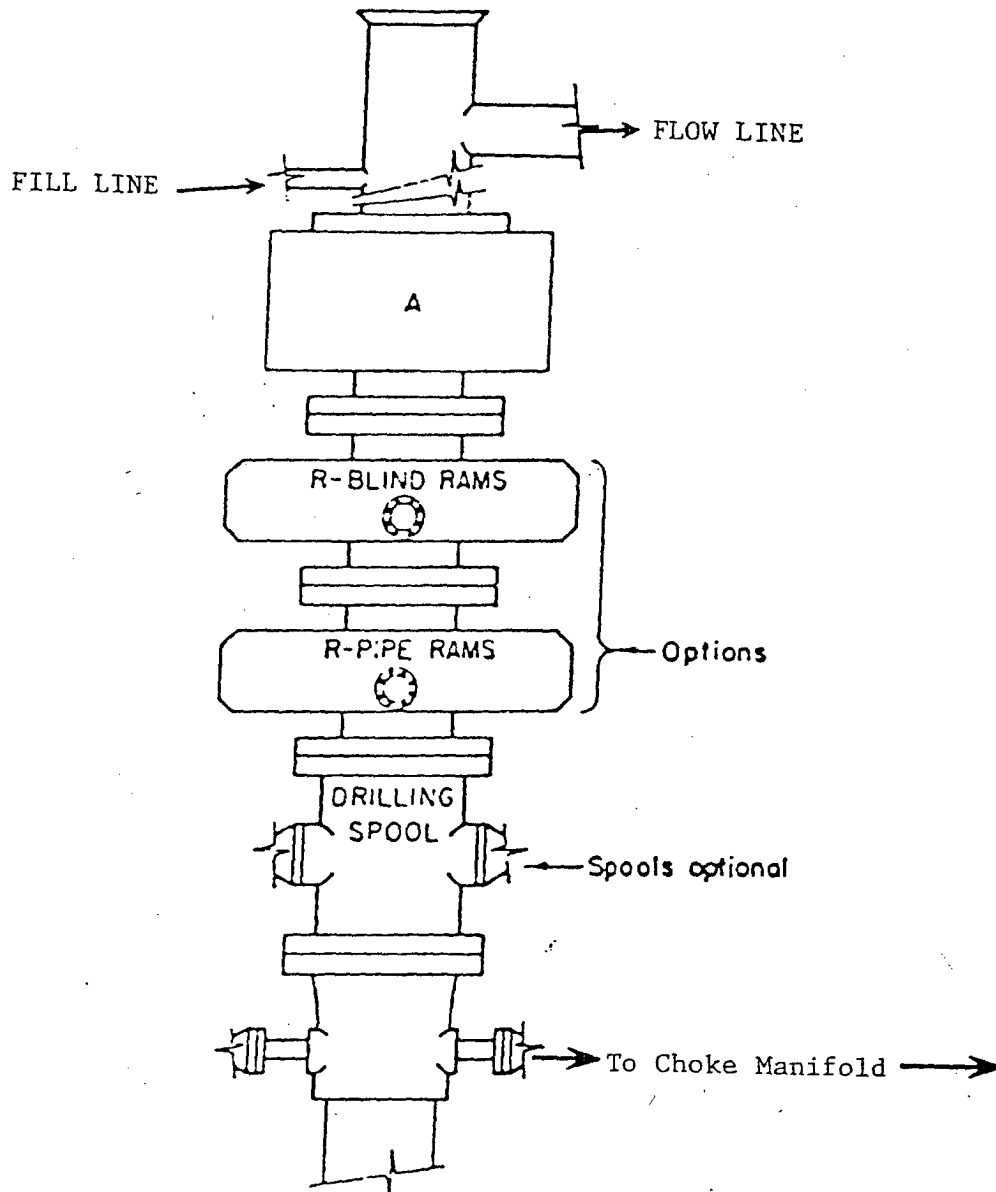 FLOW LINE
FILL LINE
A
R-BLIND RAMS
R-PIPE RAMS
Options
DRILLING
SPOOL
Spools optional
To Choke Manifold